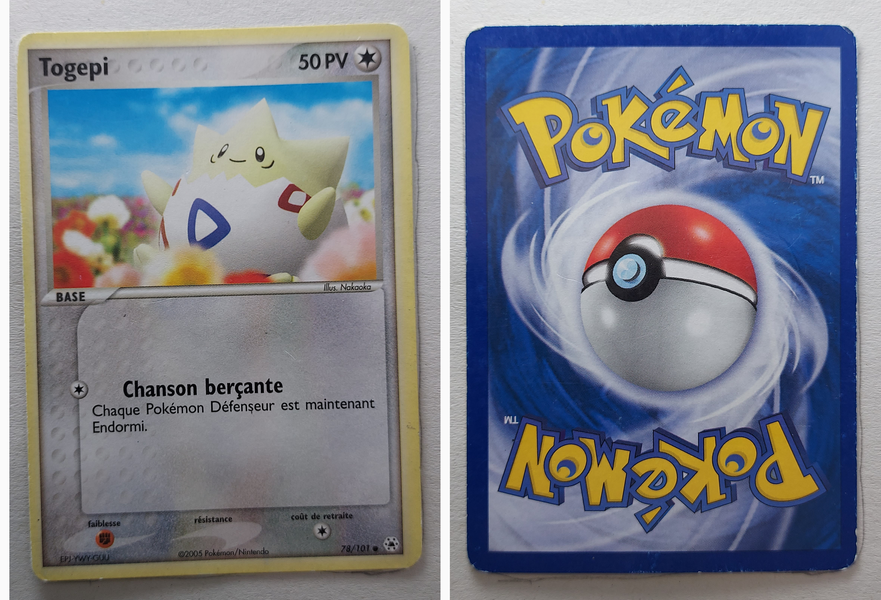 Togepi
50 PV
BASE
Illus. Nakaoka
Chanson berçante
Chaque Pokémon Défenseur est maintenant
Endormi.
faiblesse
résistance
coût de retraite
©2005 Pokémon/Nintendo
78/101
POKéMON
TM
TM
POKéMON